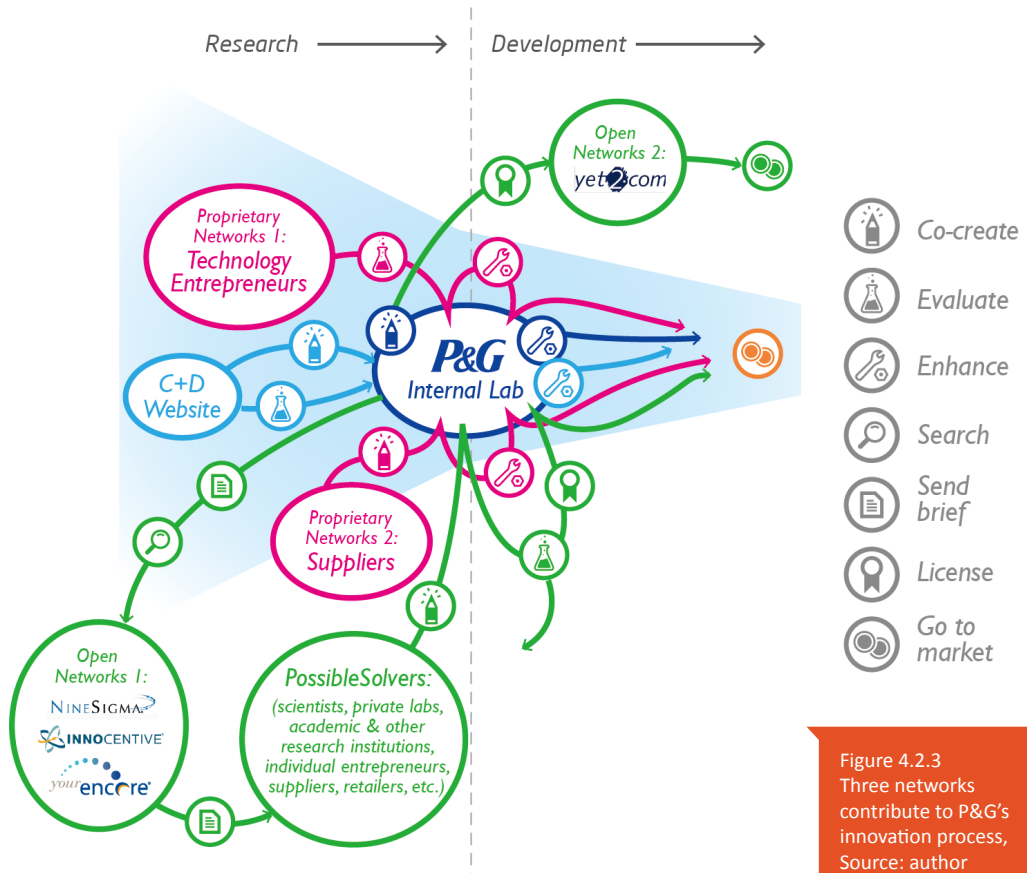 Research
Development
Open
Networks 2:
yet2com
Proprietary
Networks 1:
Technology
Entrepreneurs
P&G
Internal Lab
C+D
Website
Proprietary
Networks 2:
Suppliers
Open
Networks 1:
NINESIGMA
INNOCENTIVE®
your encore®
PossibleSolvers:
(scientists, private labs,
academic & other
research institutions,
individual entrepreneurs,
suppliers, retailers, etc.)
Co-create
Evaluate
Enhance
Search
Send
brief
License
Go to
market
Figure 4.2.3
Three networks
contribute to P&G’s
innovation process,
Source: author